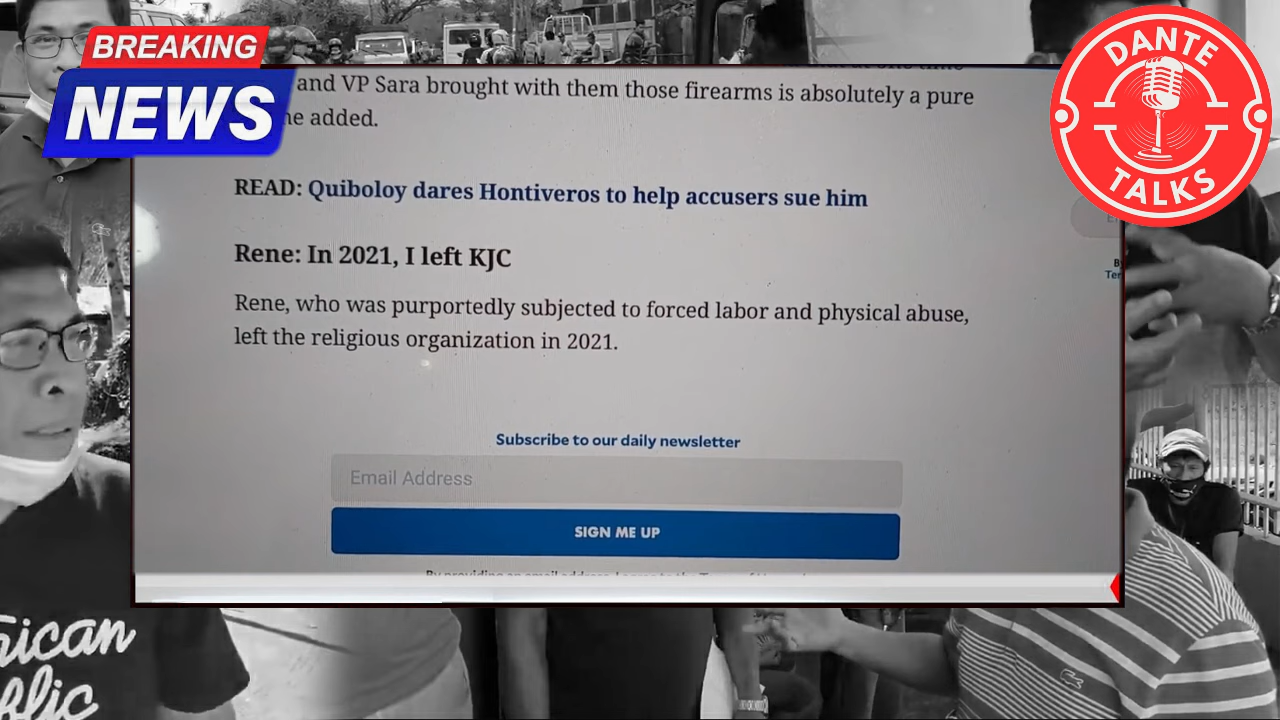 BREAKING
NEWS
DANTE
TALKS
and VP Sara brought with them those firearms is absolutely a pure
he added.
READ: Quiboloy dares Hontiveros to help accusers sue him
Rene: In 2021, I left KJC
Rene, who was purportedly subjected to forced labor and physical abuse,
left the religious organization in 2021.
Subscribe to our daily newsletter
Email Address
SIGN ME UP